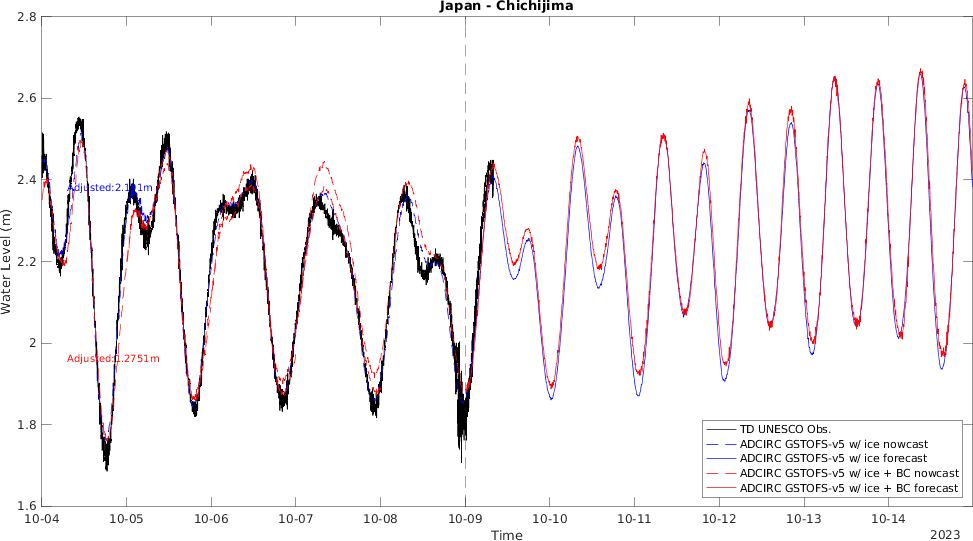 Japan - Chichijima
2.8
2.6
2.4
2.2
2
1.8
1.6
Water Level (m)
Adjusted:1.2751m
TD UNESCO Obs.
ADCIRC GSTOFS-v5 w/ ice nowcast
ADCIRC GSTOFS-v5 w/ ice forecast
ADCIRC GSTOFS-v5 w/ ice + BC nowcast
ADCIRC GSTOFS-v5 w/ ice + BC forecast
10-04 10-05 10-06 10-07 10-08 10-09 10-10 10-11 10-12 10-13 10-14
Time
2023